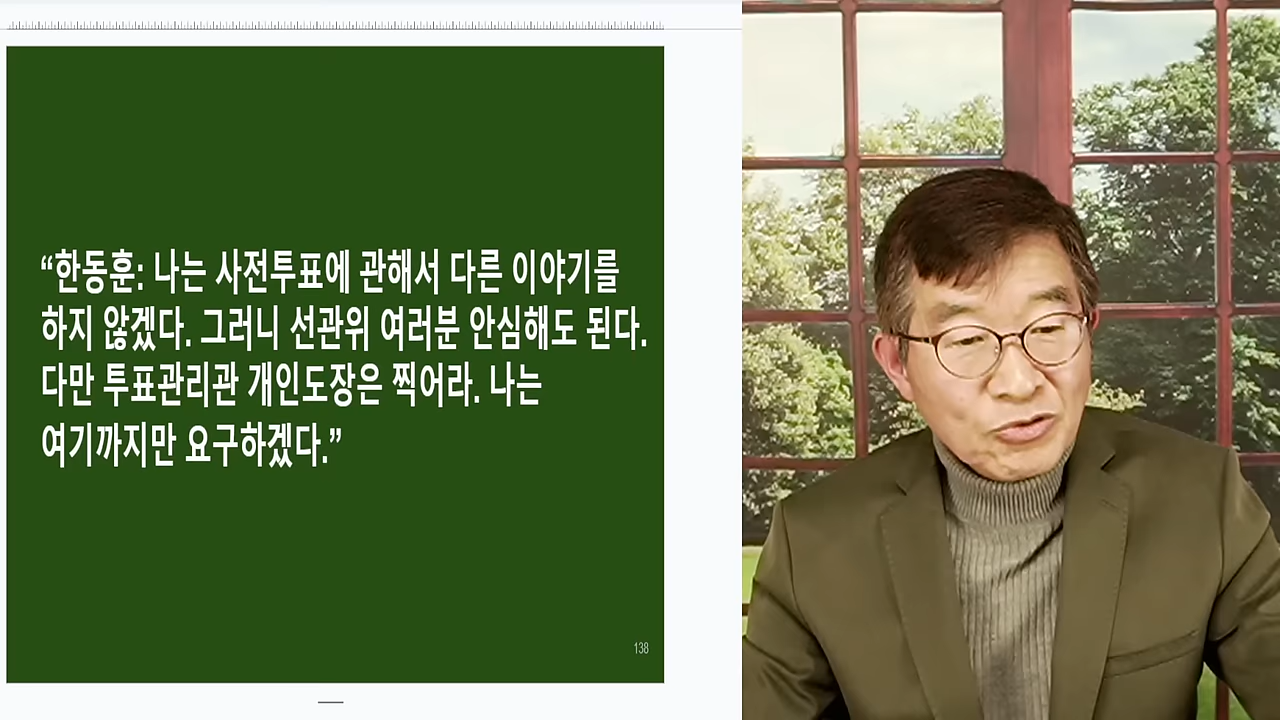 “한동훈: 나는 사전투표에 관해서 다른 이야기를
하지 않겠다. 그러니 선관위 여러분 안심해도 된다.
다만 투표관리관 개인도장은 찍어라. 나는
여기까지만 요구하겠다.”
138